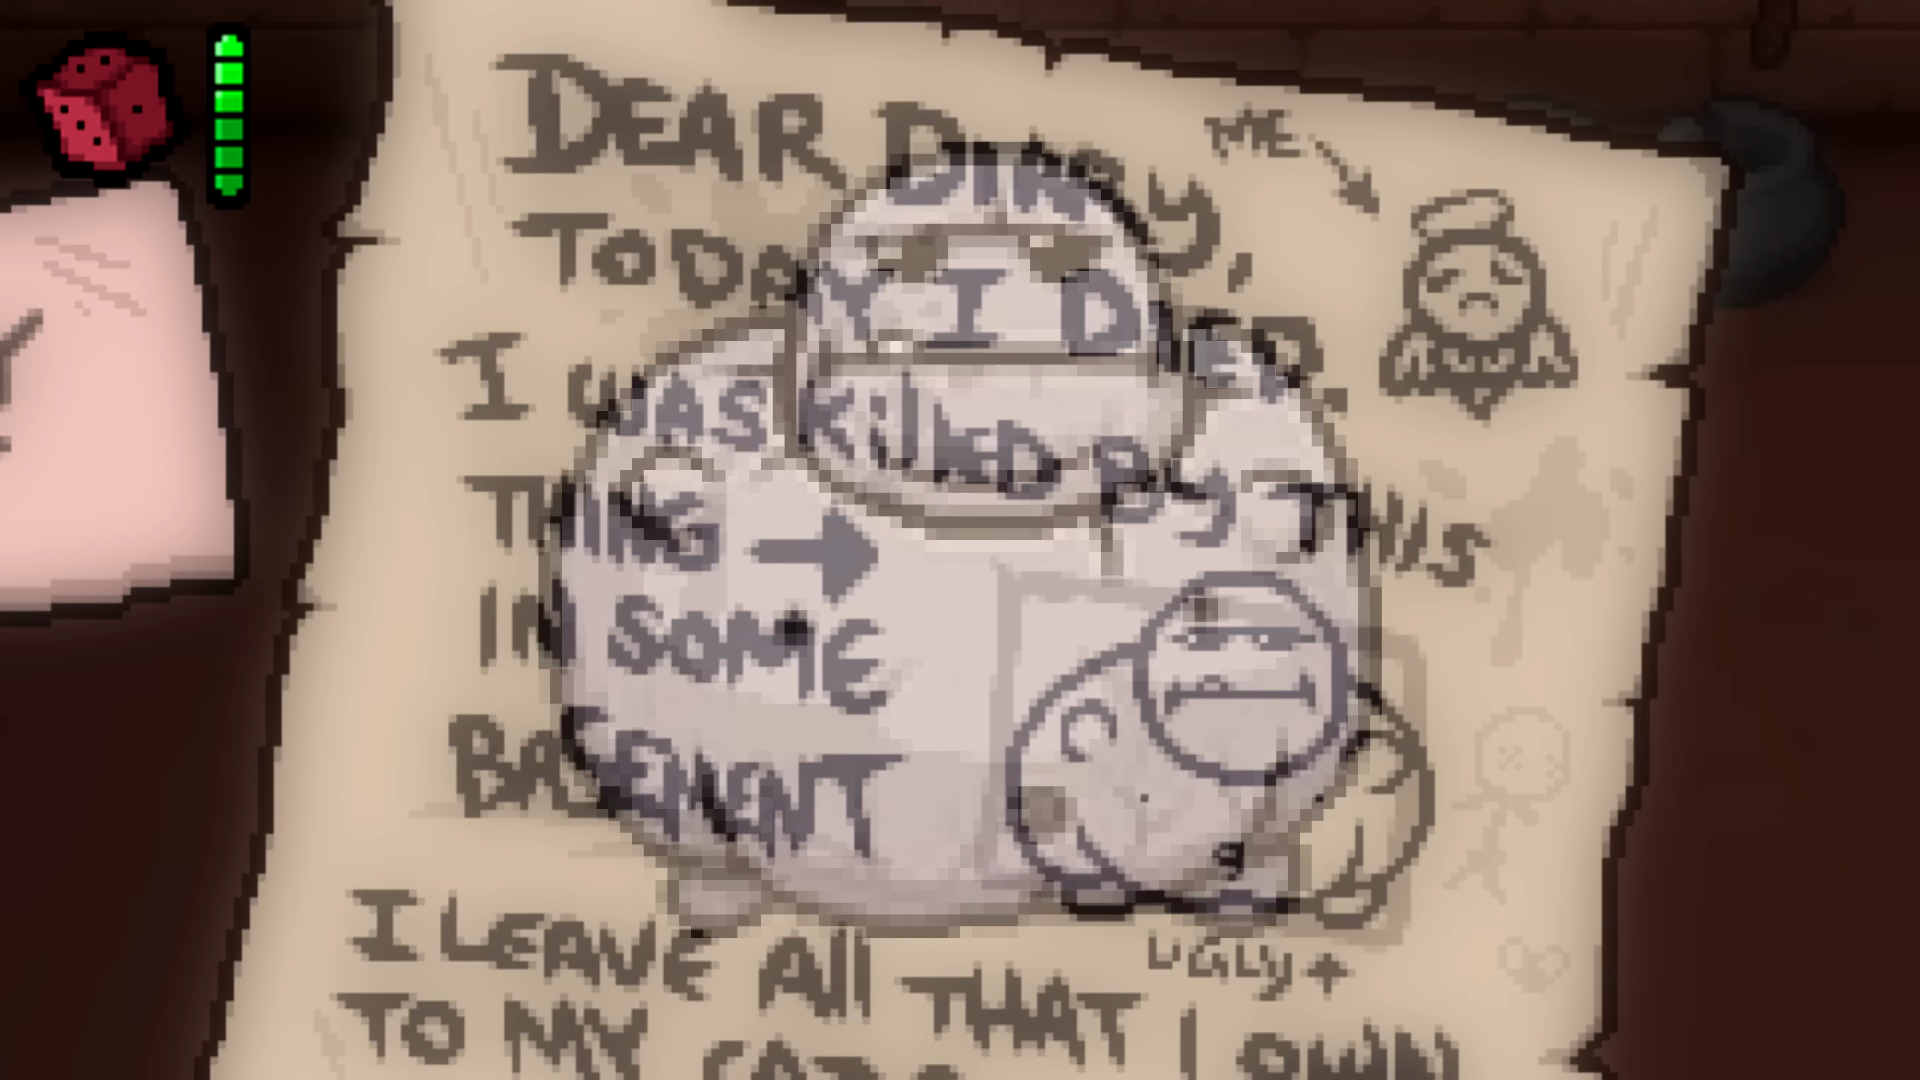 DEAR DIARY,
ME
TODAY I DIED.
I WAS KillED By THIS
THING →
IN SOME
BASEMENT
UGLy
I LEAVE All THAT I OWN
TO MY